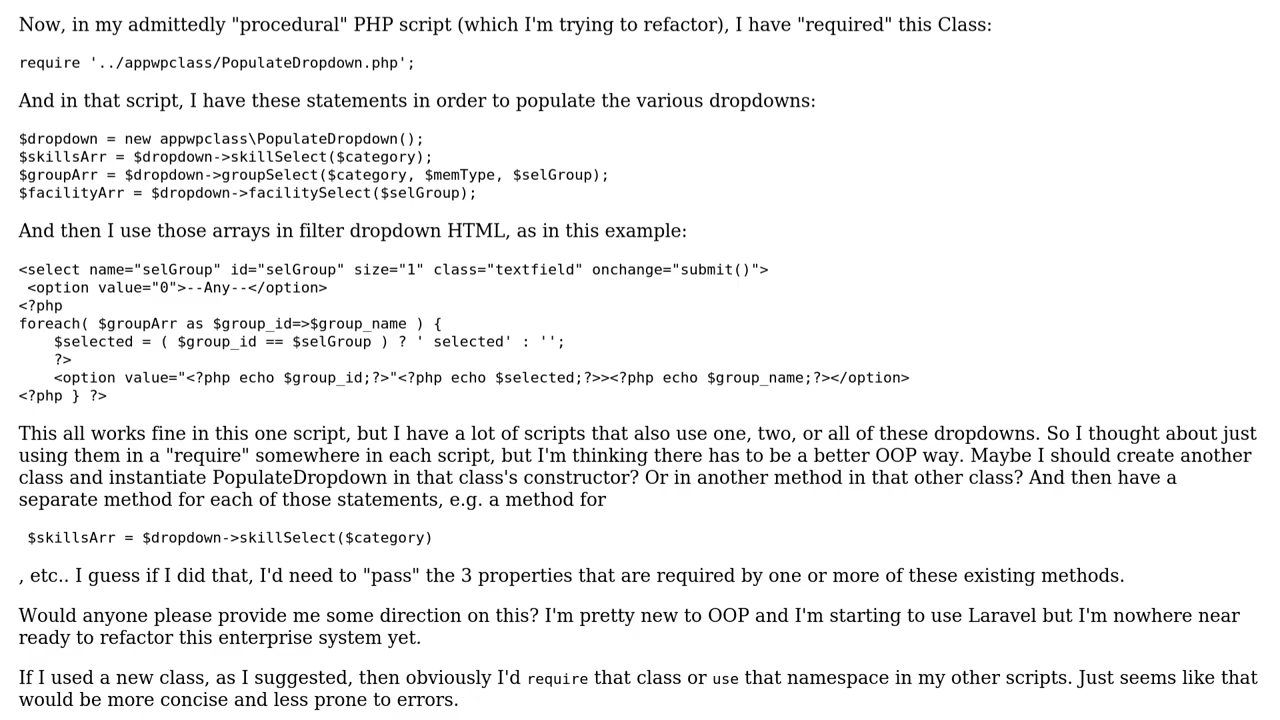 Now, in my admittedly "procedural" PHP script (which I'm trying to refactor), I have "required" this Class:
require '../appwpclass/PopulateDropdown.php';
And in that script, I have these statements in order to populate the various dropdowns:
$dropdown = new appwpclass\PopulateDropdown();
$skillsArr = $dropdown->skillSelect($category);
$groupArr = $dropdown->groupSelect($category, $memType, $selGroup);
$facilityArr = $dropdown->facilitySelect($selGroup);
And then I use those arrays in filter dropdown HTML, as in this example:
<select name="selGroup" id="selGroup" size="1" class="textfield" onchange="submit()">
 <option value="0">--Any--</option>
<?php
foreach( $groupArr as $group_id=>$group_name ) {
    $selected = ( $group_id == $selGroup ) ? ' selected' : '';
    ?>
    <option value="<?php echo $group_id;?>"<?php echo $selected;?>><?php echo $group_name;?></option>
<?php } ?>
This all works fine in this one script, but I have a lot of scripts that also use one, two, or all of these dropdowns. So I thought about just
using them in a "require" somewhere in each script, but I'm thinking there has to be a better OOP way. Maybe I should create another
class and instantiate PopulateDropdown in that class's constructor? Or in another method in that other class? And then have a
separate method for each of those statements, e.g. a method for
 $skillsArr = $dropdown->skillSelect($category)
, etc.. I guess if I did that, I'd need to "pass" the 3 properties that are required by one or more of these existing methods.
Would anyone please provide me some direction on this? I'm pretty new to OOP and I'm starting to use Laravel but I'm nowhere near
ready to refactor this enterprise system yet.
If I used a new class, as I suggested, then obviously I'd require that class or use that namespace in my other scripts. Just seems like that
would be more concise and less prone to errors.